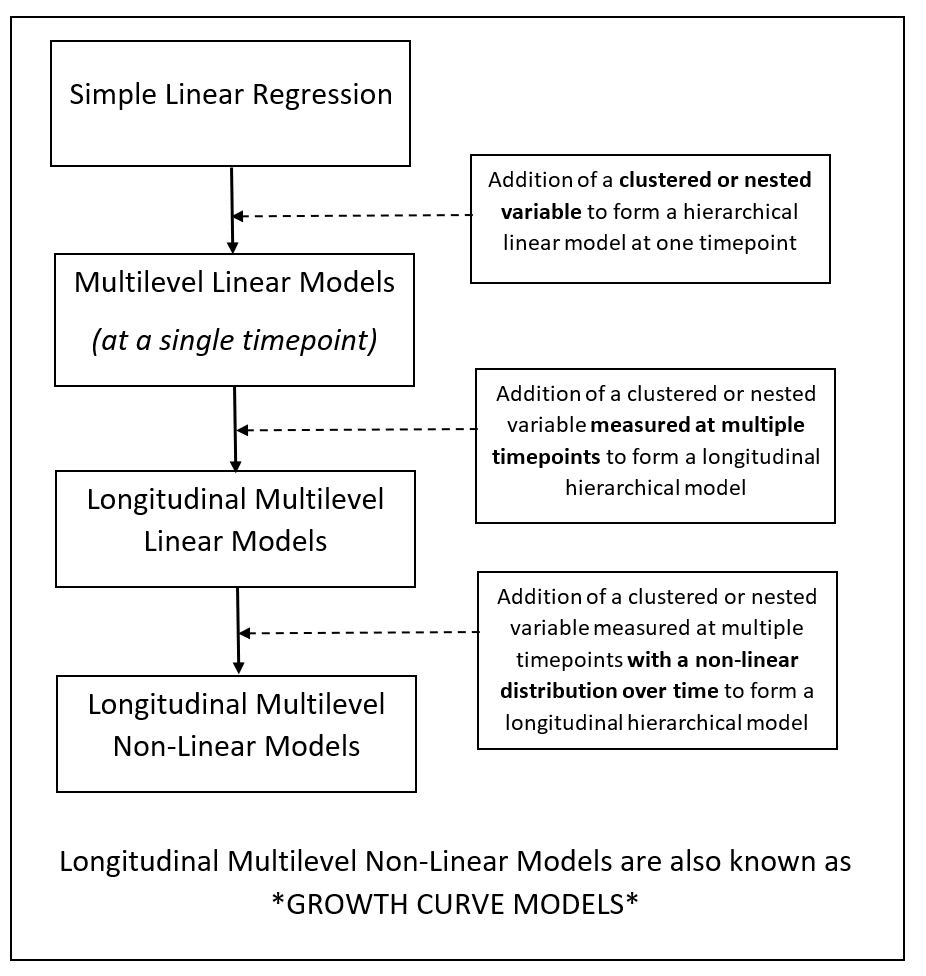 Simple Linear Regression
Addition of a clustered or nested
variable to form a hierarchical
linear model at one timepoint
Multilevel Linear Models
(at a single timepoint)
Addition of a clustered or nested
variable measured at multiple
timepoints to form a longitudinal
hierarchical model
Longitudinal Multilevel
Linear Models
Addition of a clustered or nested
variable measured at multiple
timepoints with a non-linear
distribution over time to form a
longitudinal hierarchical model
Longitudinal Multilevel
Non-Linear Models
Longitudinal Multilevel Non-Linear Models are also known as
*GROWTH CURVE MODELS*